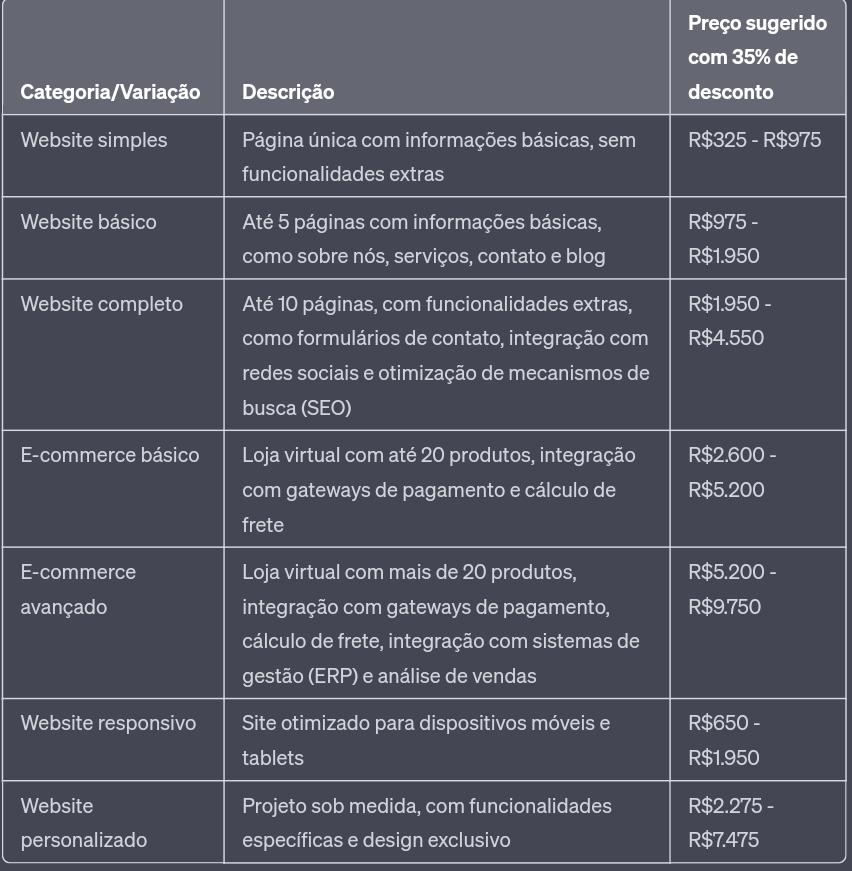 Categoria/Variação Descrição Preço sugerido
com 35% de
desconto
Website simples Página única com informações básicas, sem R$325 - R$975
funcionalidades extras
Website básico Até 5 páginas com informações básicas, R$975 -
como sobre nós, serviços, contato e blog R$1.950
Website completo Até 10 páginas, com funcionalidades extras, R$1.950 -
como formulários de contato, integração com R$4.550
redes sociais e otimização de mecanismos de
busca (SEO)
E-commerce básico Loja virtual com até 20 produtos, integração R$2.600 -
com gateways de pagamento e cálculo de R$5.200
frete
E-commerce Loja virtual com mais de 20 produtos, R$5.200 -
avançado integração com gateways de pagamento, R$9.750
cálculo de frete, integração com sistemas de
gestão (ERP) e análise de vendas
Website responsivo Site otimizado para dispositivos móveis e R$650 -
tablets R$1.950
Website Projeto sob medida, com funcionalidades R$2.275 -
personalizado específicas e design exclusivo R$7.475